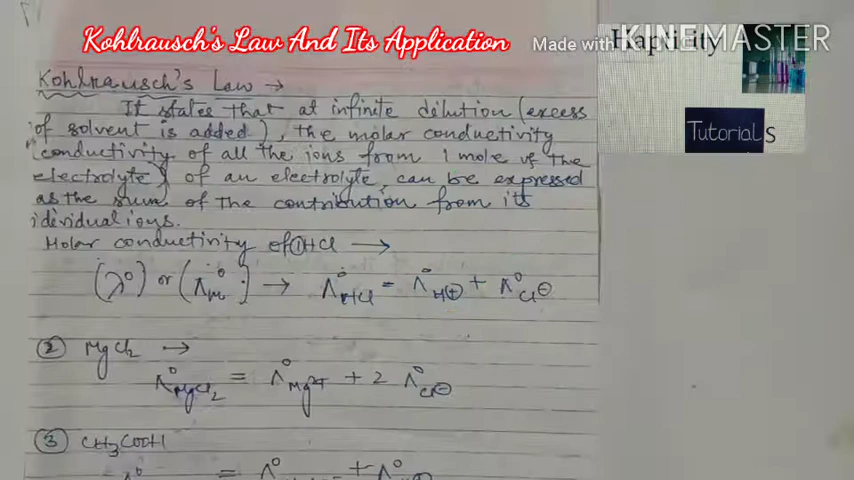 Kohlrausch's Law And Its Application
Made with KINEMASTER
Haptivity
Tutorials
Kohlrausch's Law →
It states that at infinite dilution (excess
of solvent is added), the molar conductivity
(conductivity of all the ions from 1 mole of the
electrolyte) of an electrolyte, can be expressed
as the sum of the contribution from its
idividual ions.
Molar conductivity of ① HCl →
(λ°) or (Λ°m) → Λ°HCl = Λ°H⊕ + Λ°Cl⊖
② MgCl2 →
Λ°MgCl2 = Λ°Mg2+ + 2 Λ°Cl⊖
③ CH3COOH
Λ° = Λ° + Λ°